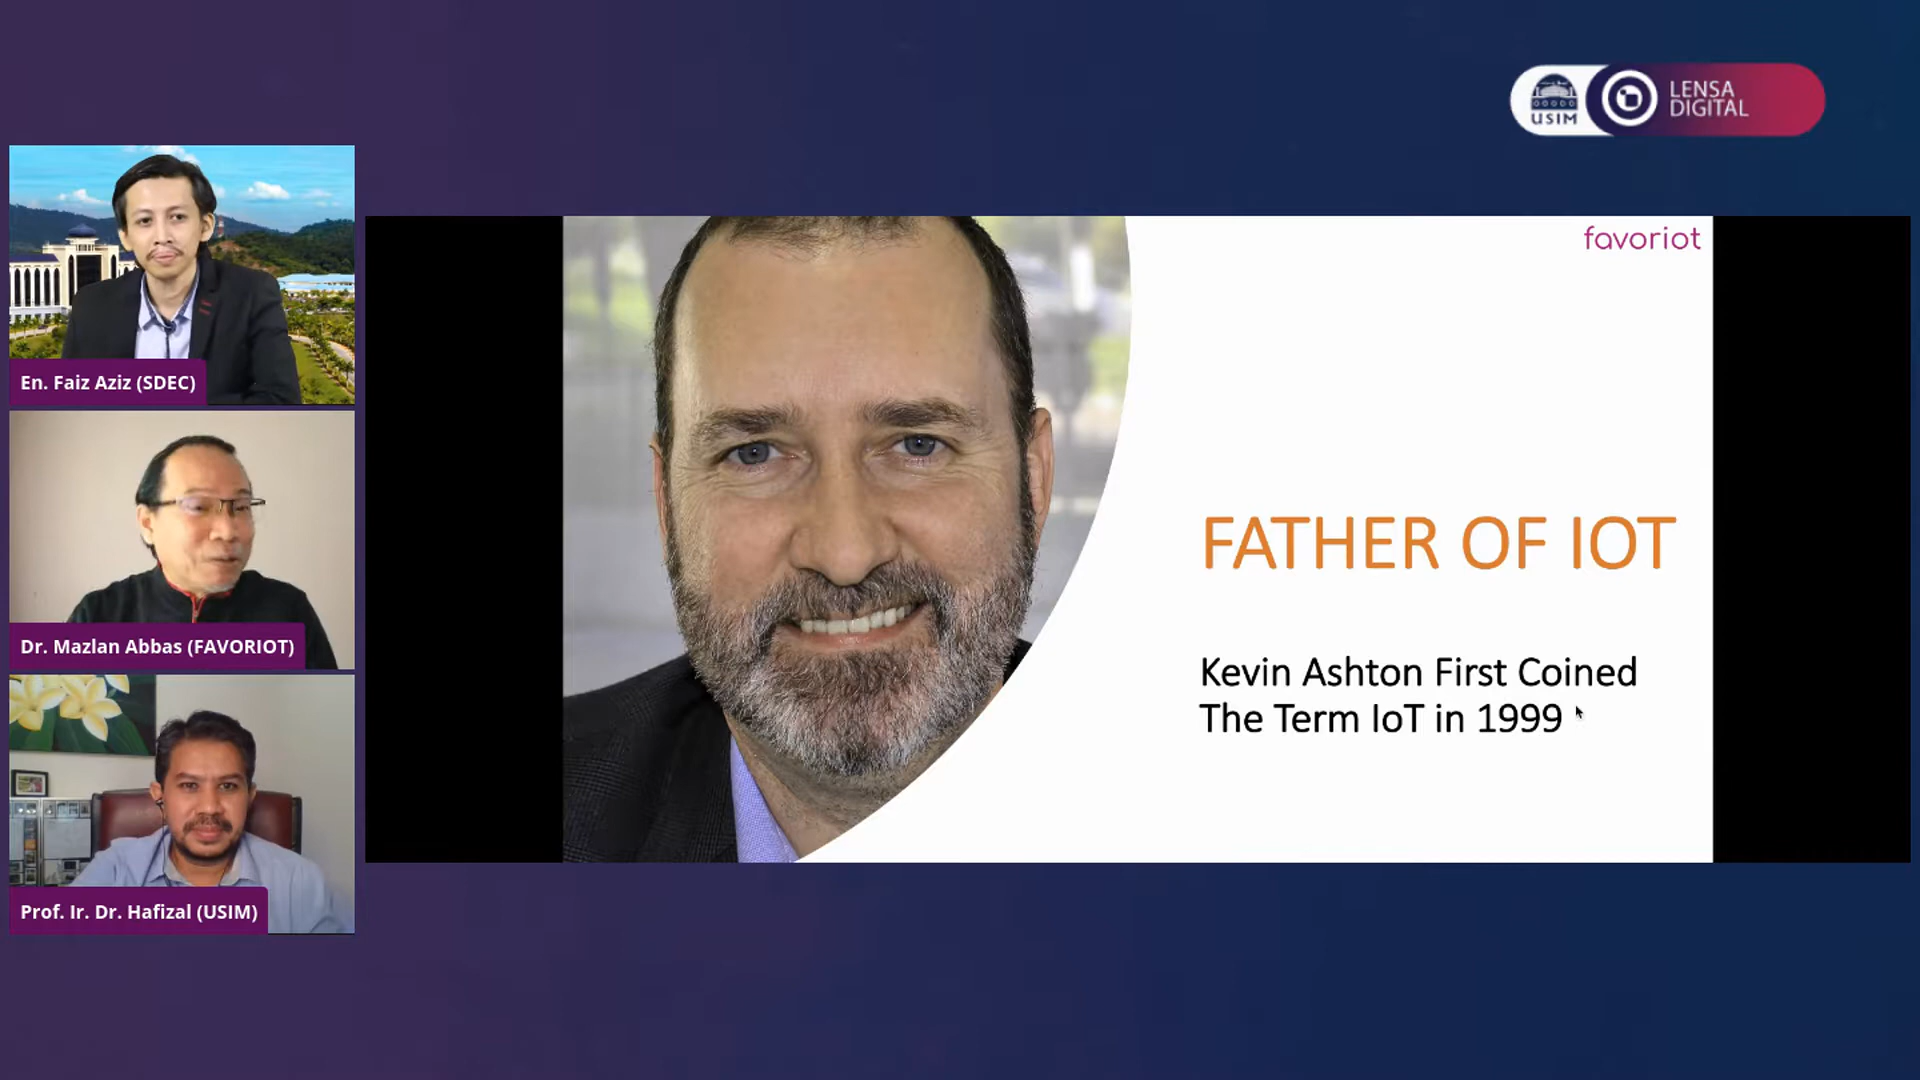 USIM
LENSA
DIGITAL
En. Faiz Aziz (SDEC)
Dr. Mazlan Abbas (FAVORIOT)
Prof. Ir. Dr. Hafizal (USIM)
favoriot
FATHER OF IOT
Kevin Ashton First Coined
The Term IoT in 1999